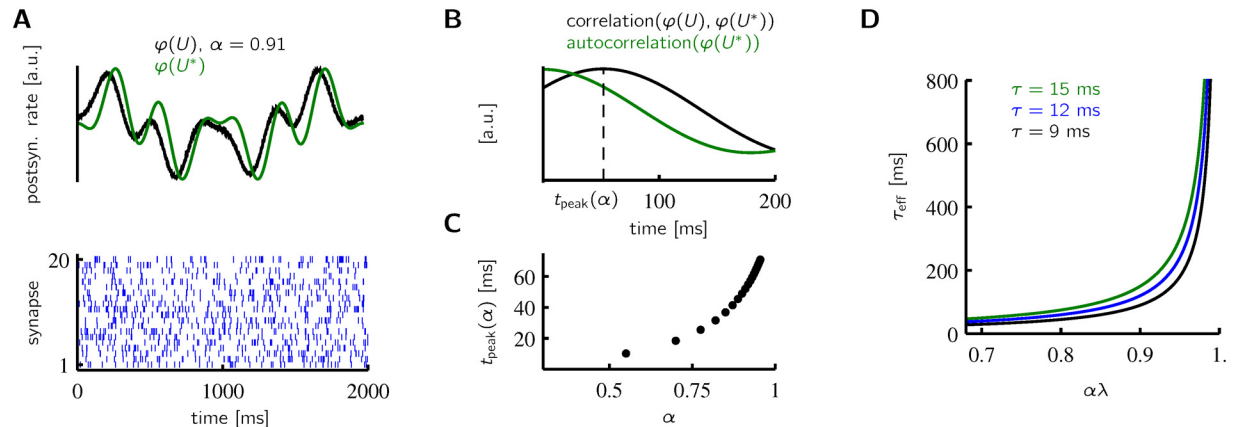 A
φ(U), α = 0.91
φ(U*)
postsyn. rate [a.u.]
synapse
20
1
0
1000
2000
time [ms]
B
correlation(φ(U), φ(U*))
autocorrelation(φ(U*))
[a.u.]
t_peak(α)
100
200
time [ms]
C
t_peak(α) [ms]
60
40
20
0.5
0.75
1
α
D
τ = 15 ms
τ = 12 ms
τ = 9 ms
τ_eff [ms]
800
600
400
200
0
0.7
0.8
0.9
1.
αλ